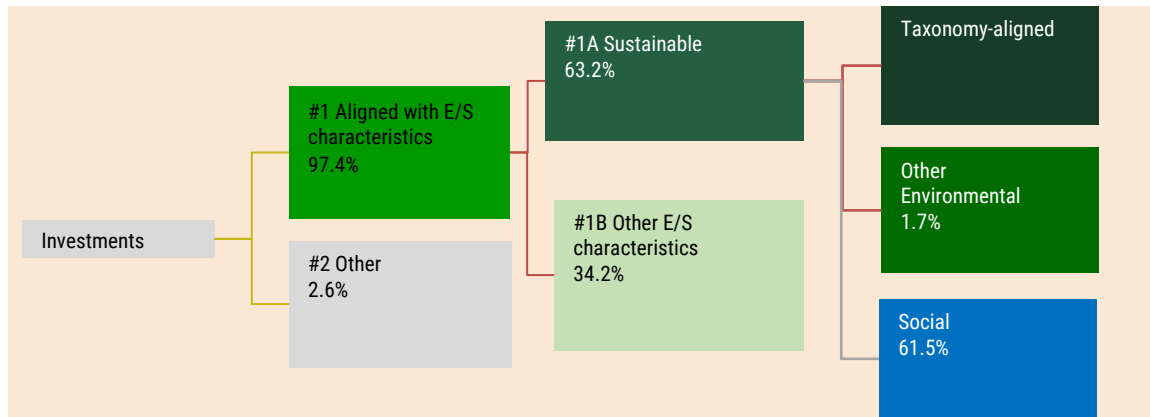 Investments
#1 Aligned with E/S
characteristics
97.4%
#2 Other
2.6%
#1A Sustainable
63.2%
#1B Other E/S
characteristics
34.2%
Taxonomy-aligned
Other
Environmental
1.7%
Social
61.5%